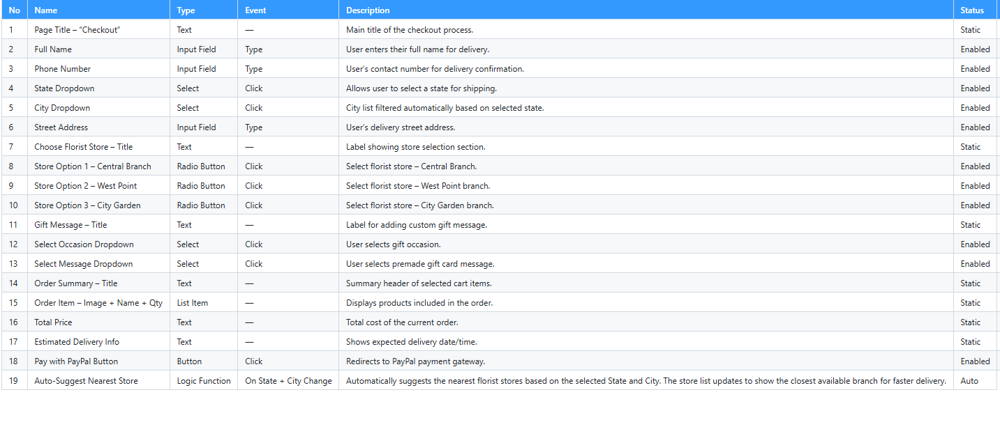 No Name Type Event Description Status
1 Page Title – “Checkout” Text — Main title of the checkout process. Static
2 Full Name Input Field Type User enters their full name for delivery. Enabled
3 Phone Number Input Field Type User's contact number for delivery confirmation. Enabled
4 State Dropdown Select Click Allows user to select a state for shipping. Enabled
5 City Dropdown Select Click City list filtered automatically based on selected state. Enabled
6 Street Address Input Field Type User's delivery street address. Enabled
7 Choose Florist Store – Title Text — Label showing store selection section. Static
8 Store Option 1 – Central Branch Radio Button Click Select florist store – Central Branch. Enabled
9 Store Option 2 – West Point Radio Button Click Select florist store – West Point branch. Enabled
10 Store Option 3 – City Garden Radio Button Click Select florist store – City Garden branch. Enabled
11 Gift Message – Title Text — Label for adding custom gift message. Static
12 Select Occasion Dropdown Select Click User selects gift occasion. Enabled
13 Select Message Dropdown Select Click User selects premade gift card message. Enabled
14 Order Summary – Title Text — Summary header of selected cart items. Static
15 Order Item – Image + Name + Qty List Item — Displays products included in the order. Static
16 Total Price Text — Total cost of the current order. Static
17 Estimated Delivery Info Text — Shows expected delivery date/time. Static
18 Pay with PayPal Button Button Click Redirects to PayPal payment gateway. Enabled
19 Auto-Suggest Nearest Store Logic Function On State + City Change Automatically suggests the nearest florist stores based on the selected State and City. The store list updates to show the closest available branch for faster delivery. Auto